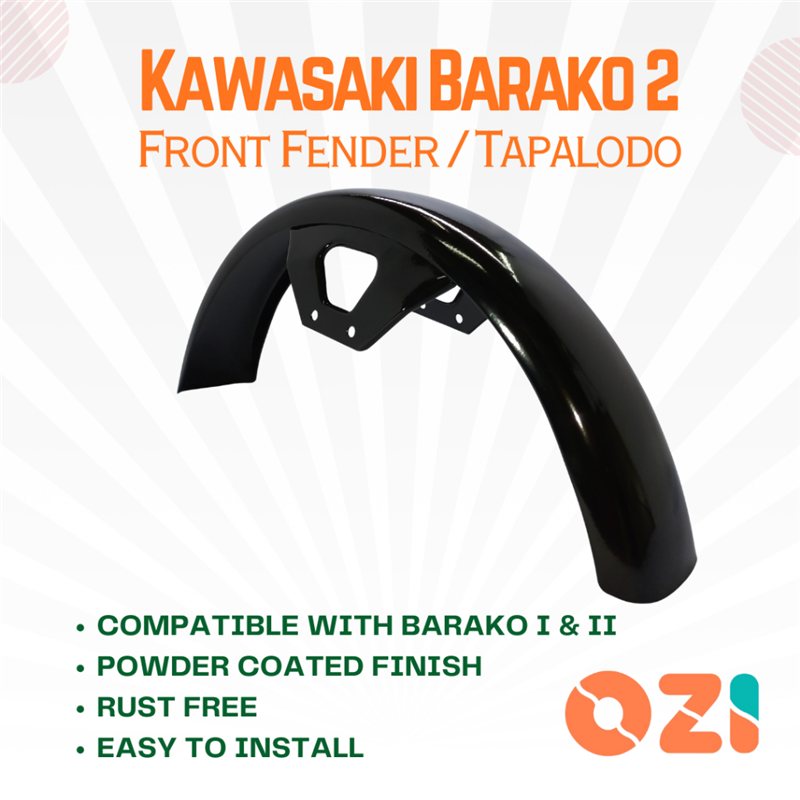 KAWASAKI BARAKO 2
FRONT FENDER / TAPALODO
• COMPATIBLE WITH BARAKO I & II
• POWDER COATED FINISH
• RUST FREE
• EASY TO INSTALL
OZI